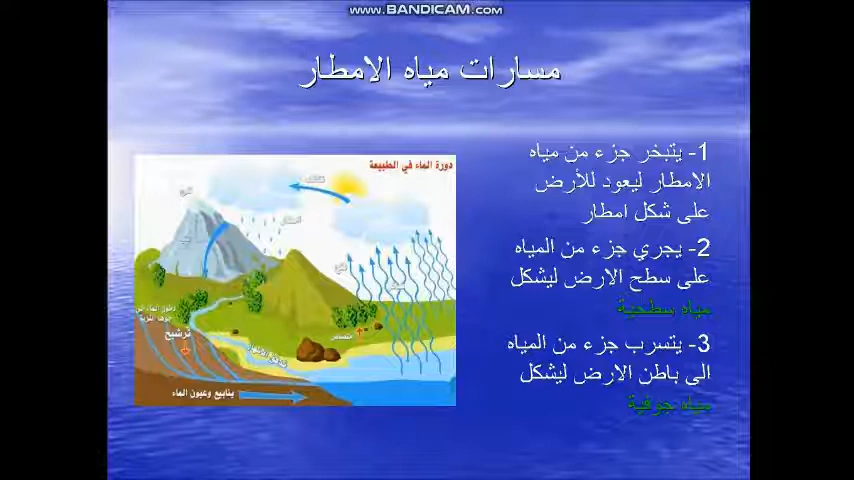 www.BANDICAM.com
مسارات مياه الامطار
1- يتبخر جزء من مياه
الامطار ليعود للأرض
على شكل امطار
2- يجري جزء من المياه
على سطح الارض ليشكل
مياه سطحية
3- يتسرب جزء من المياه
الى باطن الارض ليشكل
مياه جوفية
دورة الماء في الطبيعة
ترشيح
ينابيع وعيون الماء